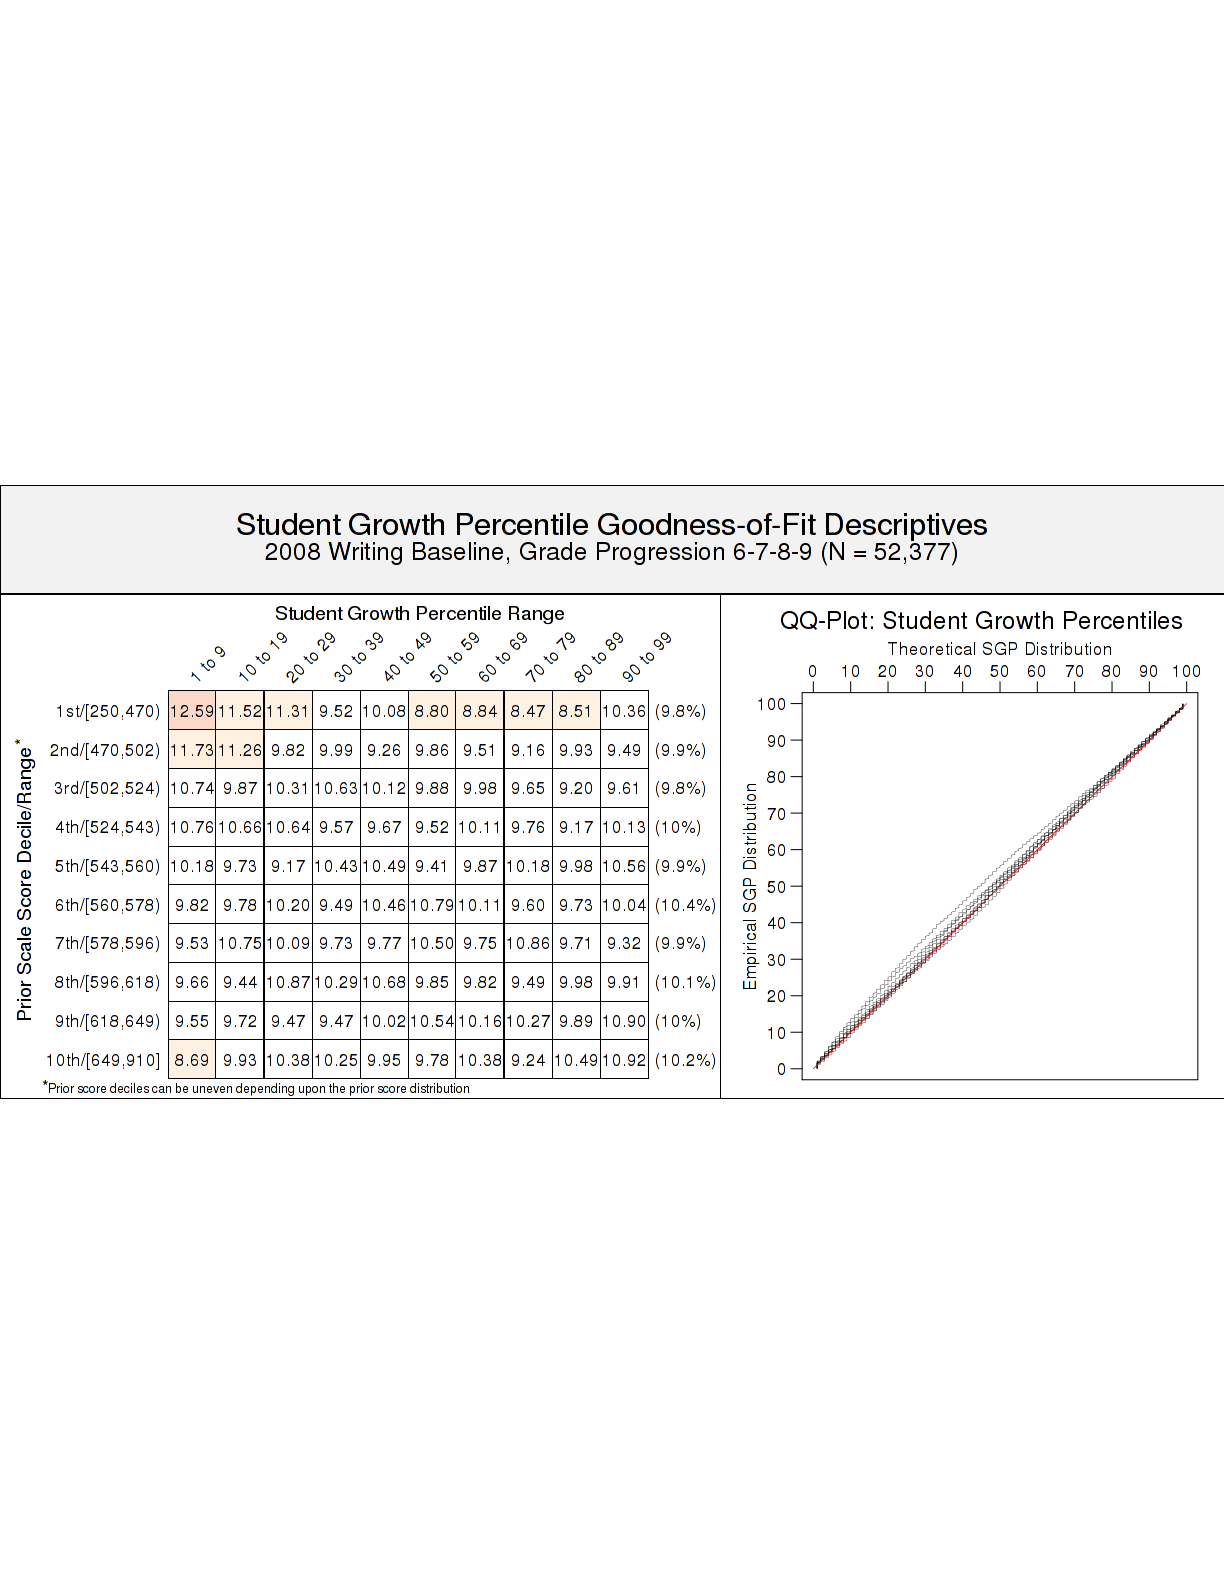 Student Growth Percentile Goodness-of-Fit Descriptives
2008 Writing Baseline, Grade Progression 6-7-8-9 (N = 52,377)
Student Growth Percentile Range
1 to 9 10 to 19 20 to 29 30 to 39 40 to 49 50 to 59 60 to 69 70 to 79 80 to 89 90 to 99
Prior Scale Score Decile/Range*
1st/[250,470) 12.59 11.52 11.31 9.52 10.08 8.80 8.84 8.47 8.51 10.36 (9.8%)
2nd/[470,502) 11.73 11.26 9.82 9.99 9.26 9.86 9.51 9.16 9.93 9.49 (9.9%)
3rd/[502,524) 10.74 9.87 10.31 10.63 10.12 9.88 9.98 9.65 9.20 9.61 (9.8%)
4th/[524,543) 10.76 10.66 10.64 9.57 9.67 9.52 10.11 9.76 9.17 10.13 (10%)
5th/[543,560) 10.18 9.73 9.17 10.43 10.49 9.41 9.87 10.18 9.98 10.56 (9.9%)
6th/[560,578) 9.82 9.78 10.20 9.49 10.46 10.79 10.11 9.60 9.73 10.04 (10.4%)
7th/[578,596) 9.53 10.75 10.09 9.73 9.77 10.50 9.75 10.86 9.71 9.32 (9.9%)
8th/[596,618) 9.66 9.44 10.87 10.29 10.68 9.85 9.82 9.49 9.98 9.91 (10.1%)
9th/[618,649) 9.55 9.72 9.47 9.47 10.02 10.54 10.16 10.27 9.89 10.90 (10%)
10th/[649,910] 8.69 9.93 10.38 10.25 9.95 9.78 10.38 9.24 10.49 10.92 (10.2%)
*Prior score deciles can be uneven depending upon the prior score distribution
QQ-Plot: Student Growth Percentiles
Theoretical SGP Distribution
0 10 20 30 40 50 60 70 80 90 100
Empirical SGP Distribution
100
90
80
70
60
50
40
30
20
10
0